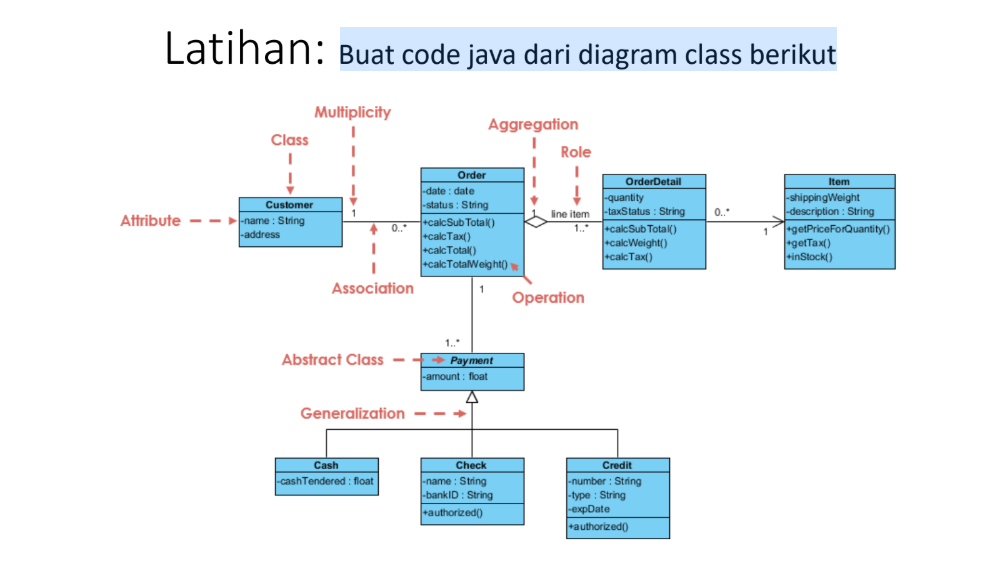 Latihan: Buat code java dari diagram class berikut
Multiplicity
Class
Aggregation
Role
Attribute
Customer
-name : String
-address
1
0..*
Association
Order
-date : date
-status : String
+calcSubTotal()
+calcTax()
+calcTotal()
+calcTotalWeight()
Operation
1
line item
1..*
OrderDetail
-quantity
-taxStatus : String
+calcSubTotal()
+calcWeight()
+calcTax()
0..*
1
Item
-shippingWeight
-description : String
+getPriceForQuantity()
+getTax()
+inStock()
1
1..*
Abstract Class
Payment
-amount : float
Generalization
Cash
-cashTendered : float
Check
-name : String
-bankID : String
+authorized()
Credit
-number : String
-type : String
-expDate
+authorized()